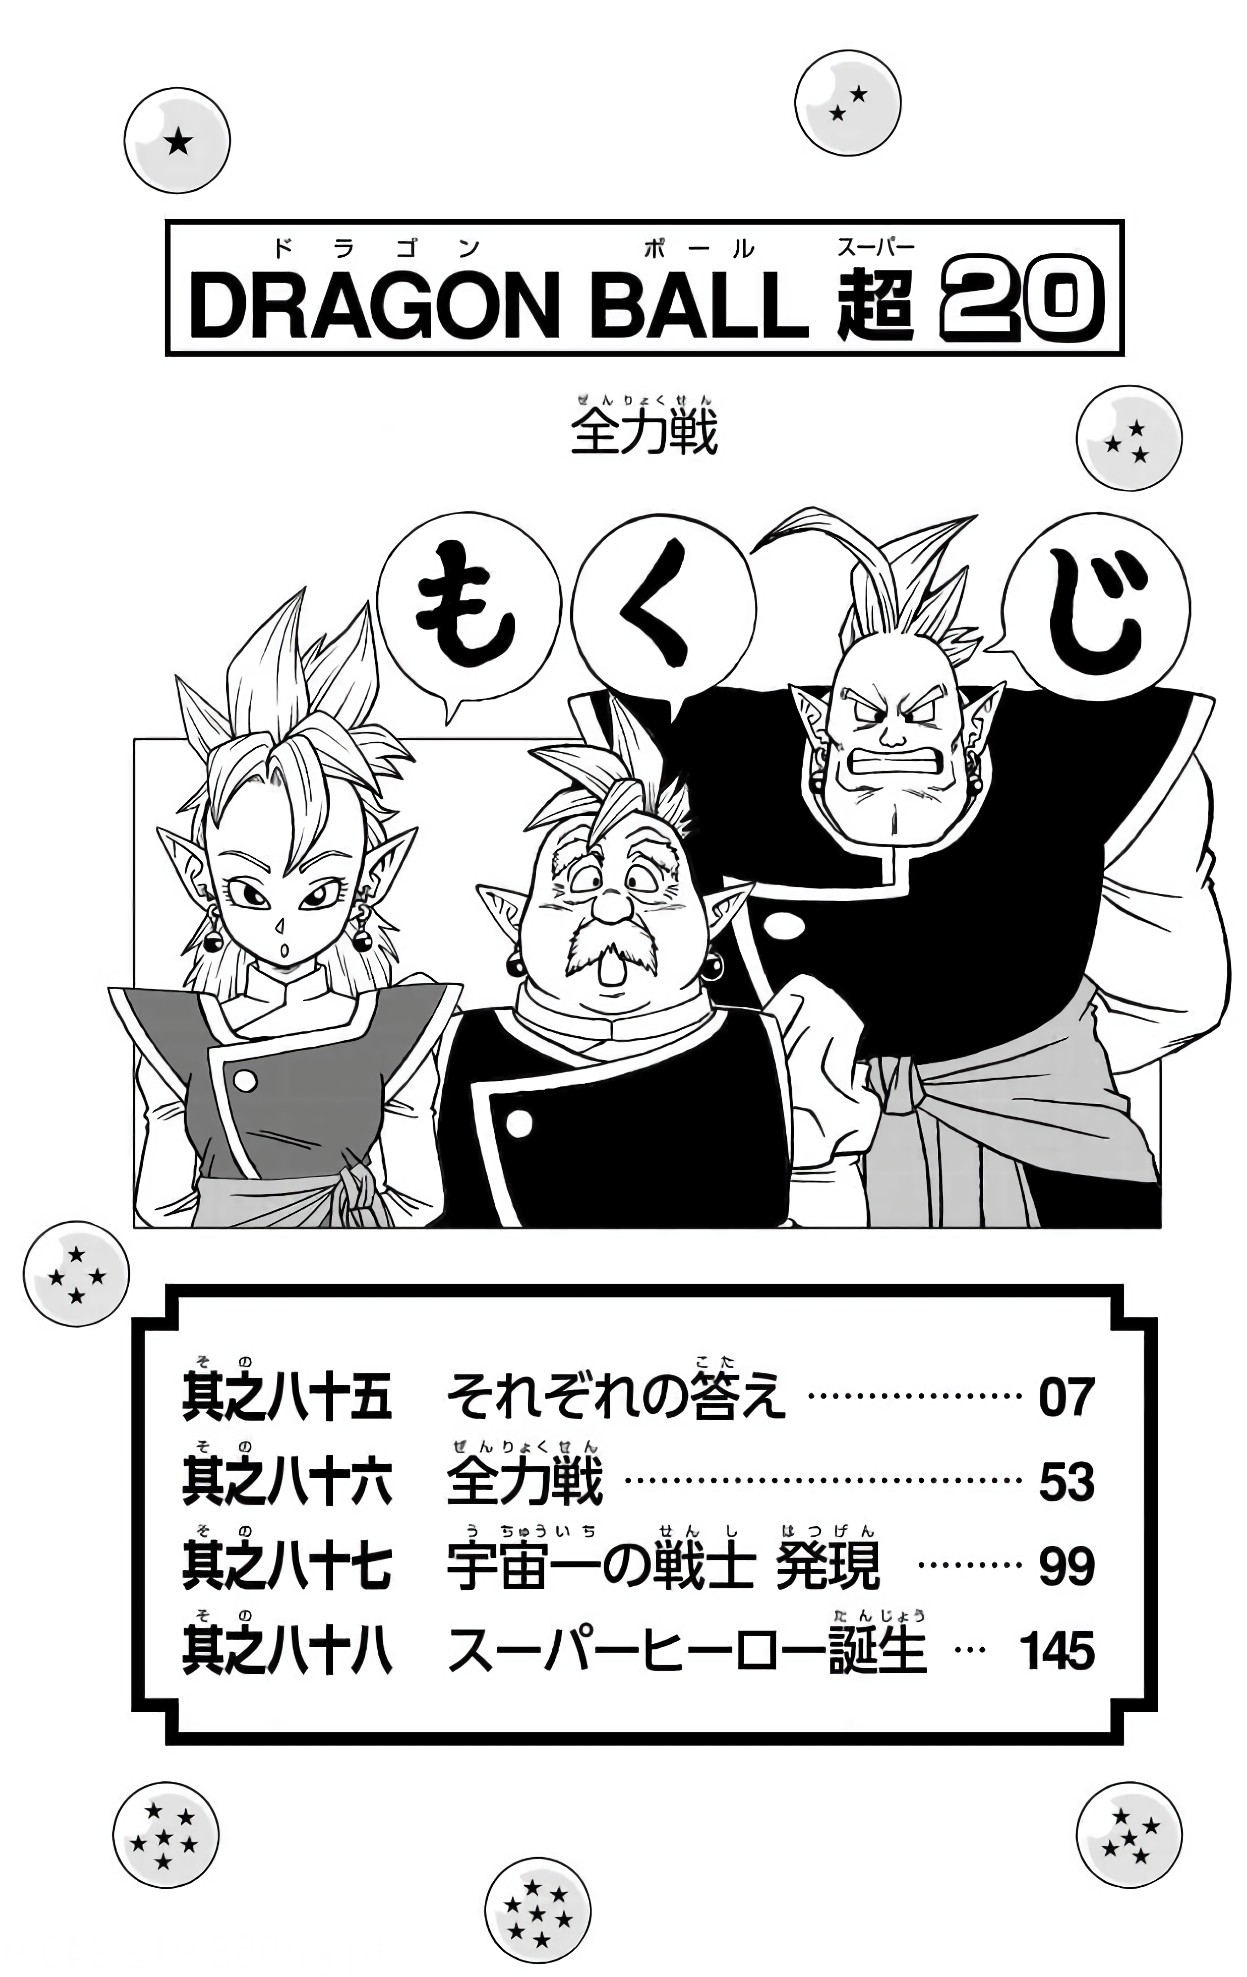 ドラゴン ボール スーパー
DRAGON BALL 超 20
ぜんりょくせん
全力戦
もくじ
その こた
其之八十五 それぞれの答え ………………… 07
その ぜんりょくせん
其之八十六 全力戦 ………………………………… 53
その うちゅういち せんし はつげん
其之八十七 宇宙一の戦士 発現 ……… 99
その たんじょう
其之八十八 スーパーヒーロー誕生 … 145